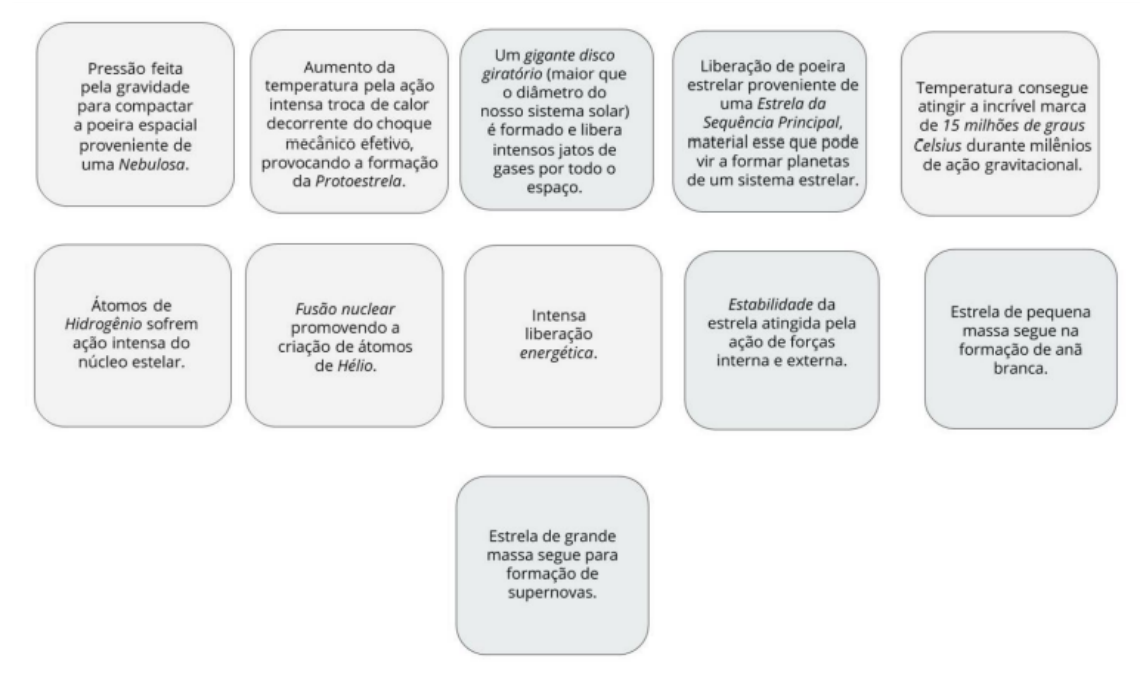 Pressão feita
pela gravidade
para compactar
a poeira espacial
proveniente de
uma Nebulosa.
Aumento da
temperatura pela ação
intensa troca de calor
decorrente do choque
mecânico efetivo,
provocando a formação
da Protoestrela.
Um gigante disco
giratório (maior que
o diâmetro do
nosso sistema solar)
é formado e libera
intensos jatos de
gases por todo o
espaço.
Liberação de poeira
estrelar proveniente de
uma Estrela da
Sequência Principal,
material esse que pode
vir a formar planetas
de um sistema estrelar.
Temperatura consegue
atingir a incrível marca
de 15 milhões de graus
Celsius durante milênios
de ação gravitacional.
Átomos de
Hidrogênio sofrem
ação intensa do
núcleo estelar.
Fusão nuclear
promovendo a
criação de átomos
de Hélio.
Intensa
liberação
energética.
Estabilidade da
estrela atingida pela
ação de forças
interna e externa.
Estrela de pequena
massa segue na
formação de anã
branca.
Estrela de grande
massa segue para
formação de
supernovas.